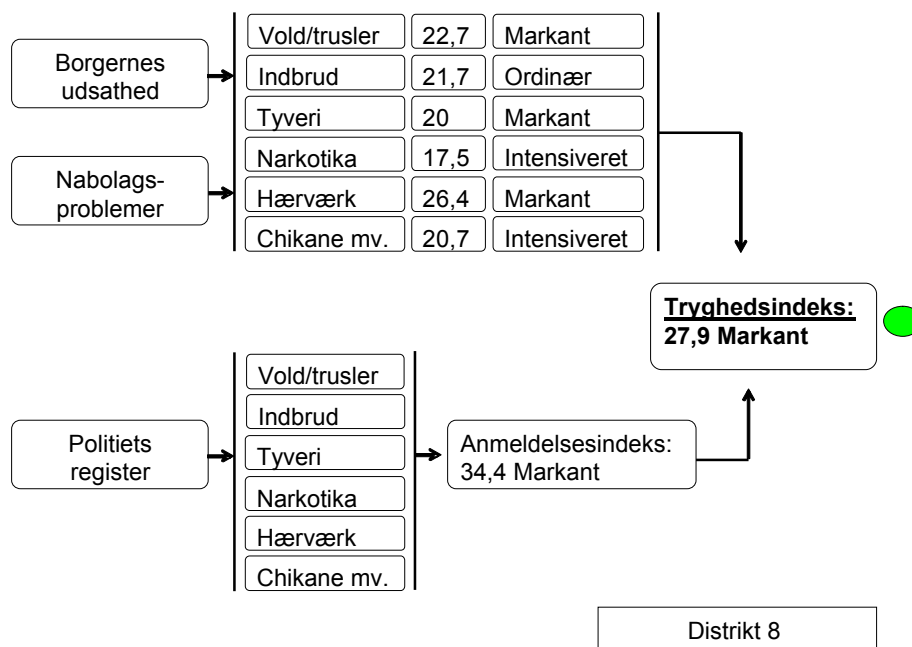 Borgernes
udsathed
Nabolags-
problemer
Vold/trusler 22,7 Markant
Indbrud 21,7 Ordinær
Tyveri 20 Markant
Narkotika 17,5 Intensiveret
Hærværk 26,4 Markant
Chikane mv. 20,7 Intensiveret
Tryghedsindeks:
27,9 Markant
Politiets
register
Vold/trusler
Indbrud
Tyveri
Narkotika
Hærværk
Chikane mv.
Anmeldelsesindeks:
34,4 Markant
Distrikt 8